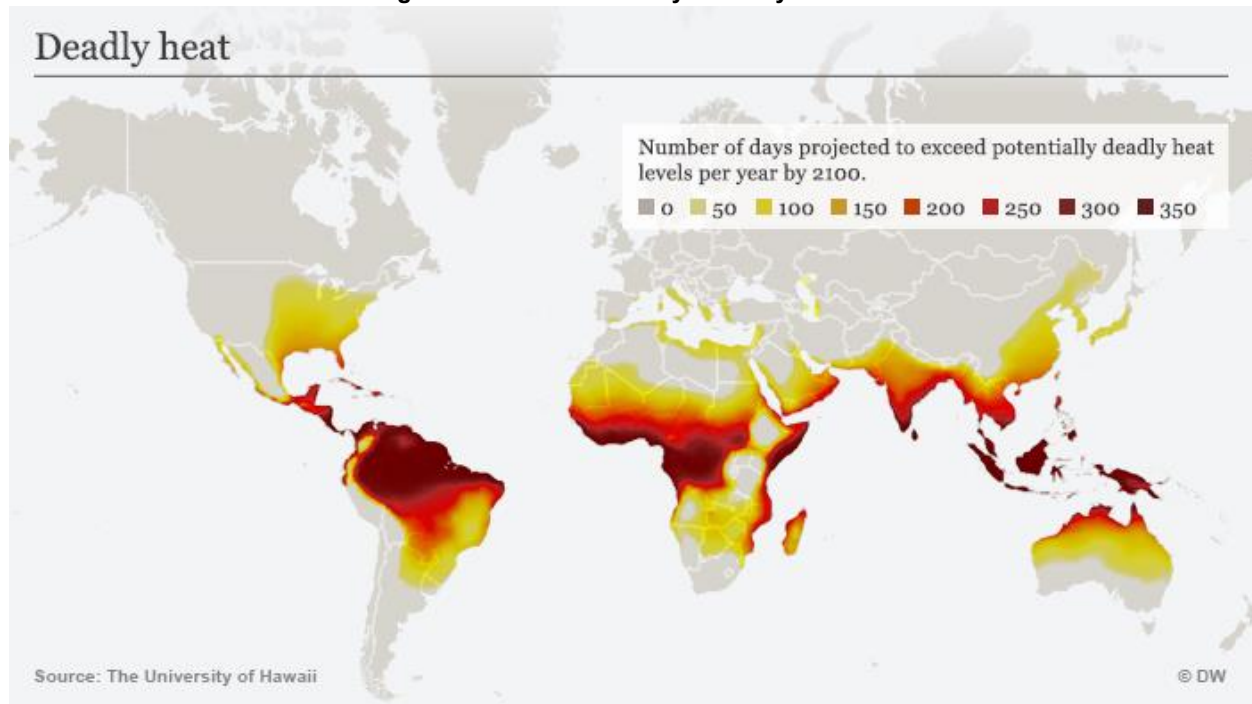 Deadly heat
Number of days projected to exceed potentially deadly heat
levels per year by 2100.
0 50 100 150 200 250 300 350
Source: The University of Hawaii
© DW